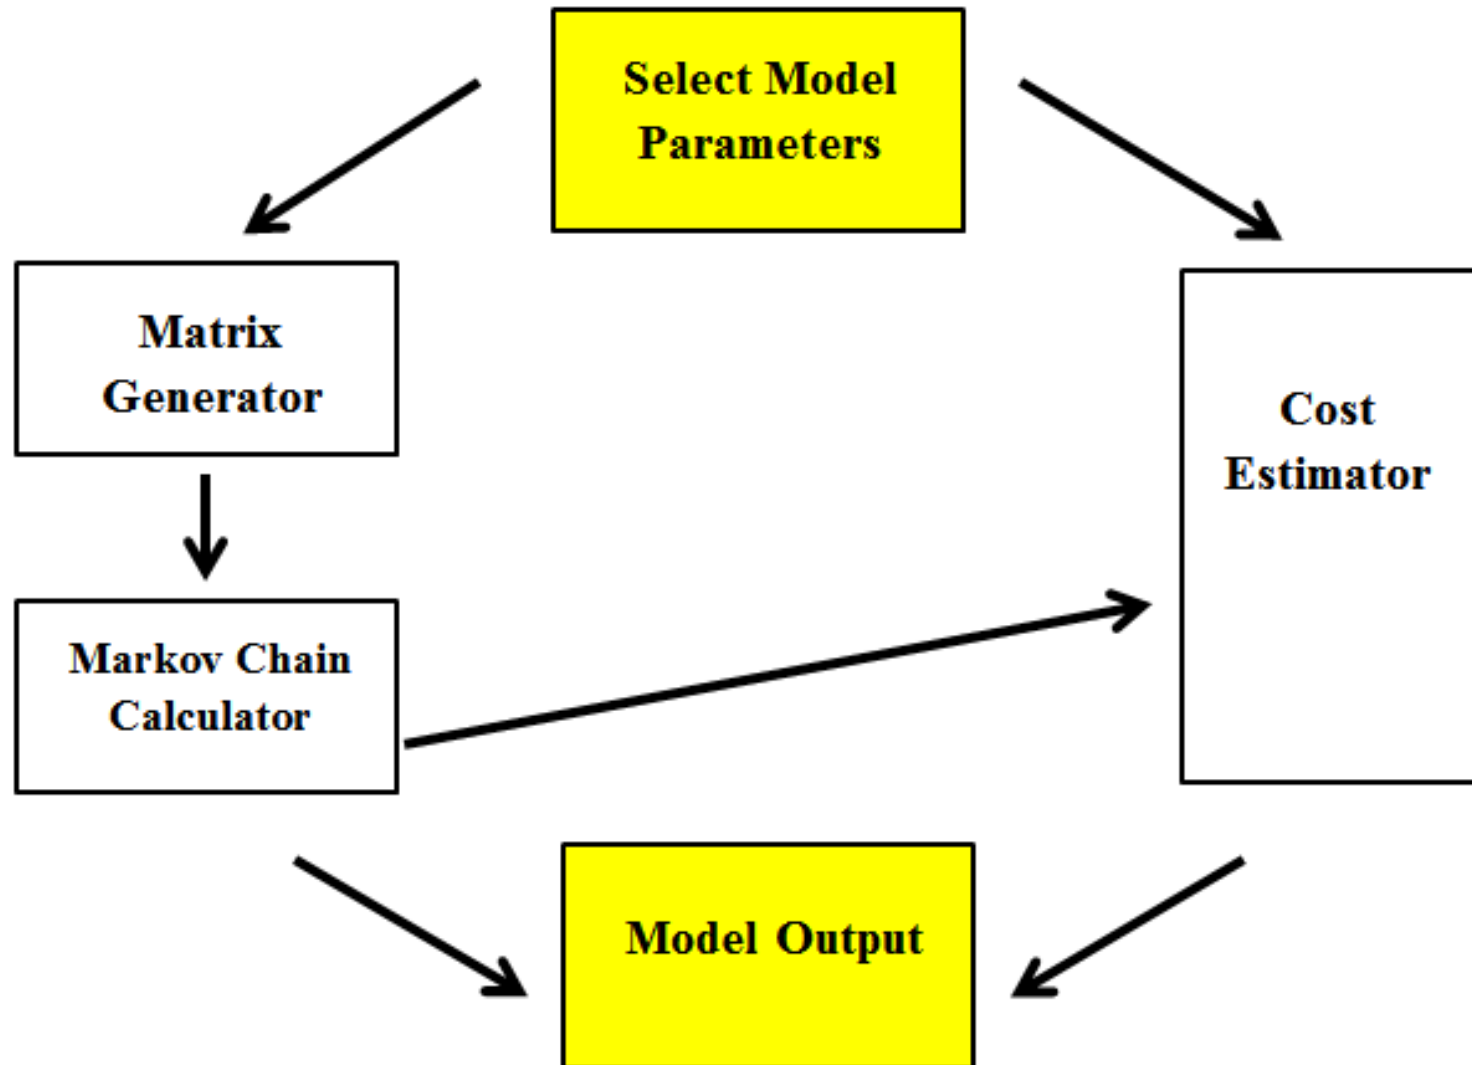 Select Model
Parameters
Matrix
Generator
Cost
Estimator
Markov Chain
Calculator
Model Output